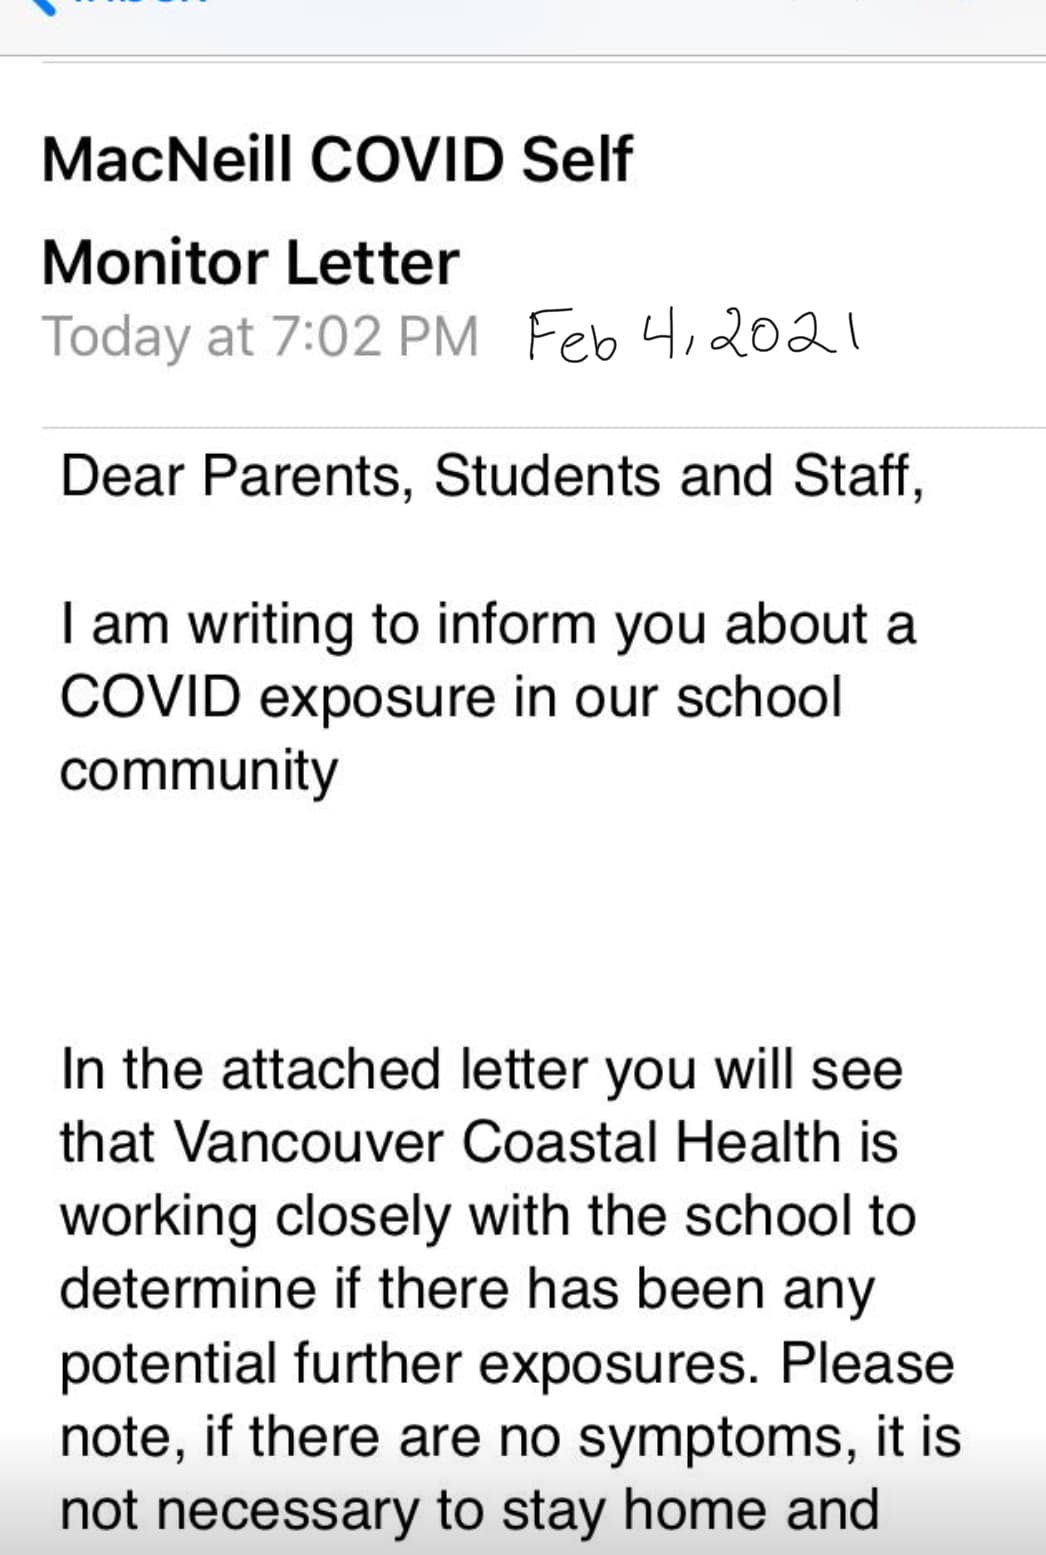 MacNeill COVID Self
Monitor Letter
Today at 7:02 PM Feb 4, 2021
Dear Parents, Students and Staff,
I am writing to inform you about a
COVID exposure in our school
community
In the attached letter you will see
that Vancouver Coastal Health is
working closely with the school to
determine if there has been any
potential further exposures. Please
note, if there are no symptoms, it is
not necessary to stay home and